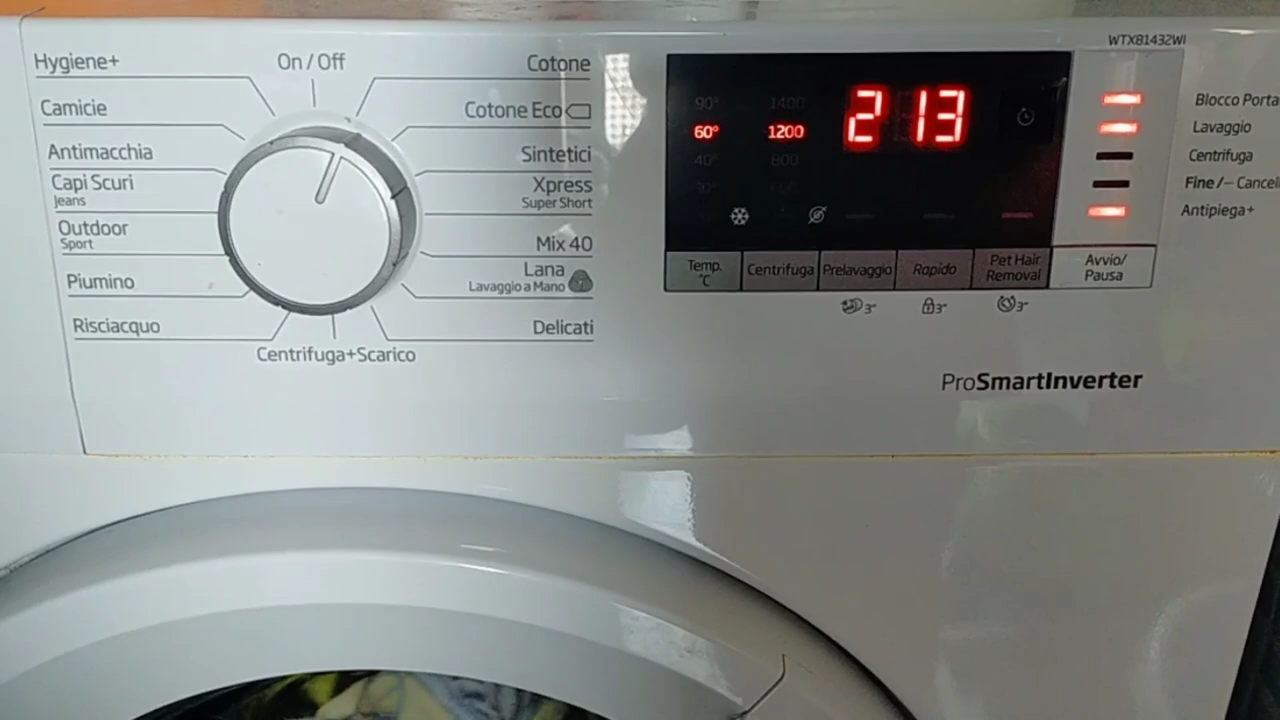 WTX81432WI
Hygiene+
On / Off
Cotone
Camicie
Cotone Eco
Antimacchia
Sintetici
Capi Scuri
Jeans
Xpress
Super Short
Outdoor
Sport
Mix 40
Piumino
Lana
Lavaggio a Mano
Risciacquo
Delicati
Centrifuga+Scarico
90° 1400
60° 1200
2 13
40° 800
Temp. °C
Centrifuga
Prelavaggio
Rapido
Pet Hair Removal
Avvio/ Pausa
3"
3"
3"
Blocco Porta
Lavaggio
Centrifuga
Fine /
Antipiega+
ProSmartInverter